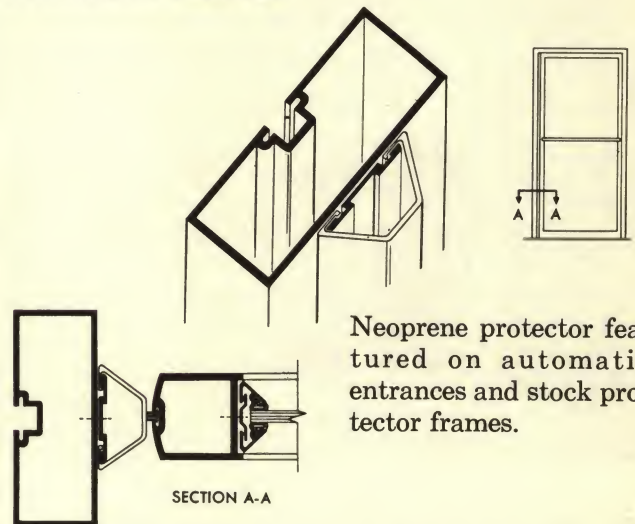 A A
Neoprene protector fea
tured on automati
entrances and stock pro
tector frames.
SECTION A-A